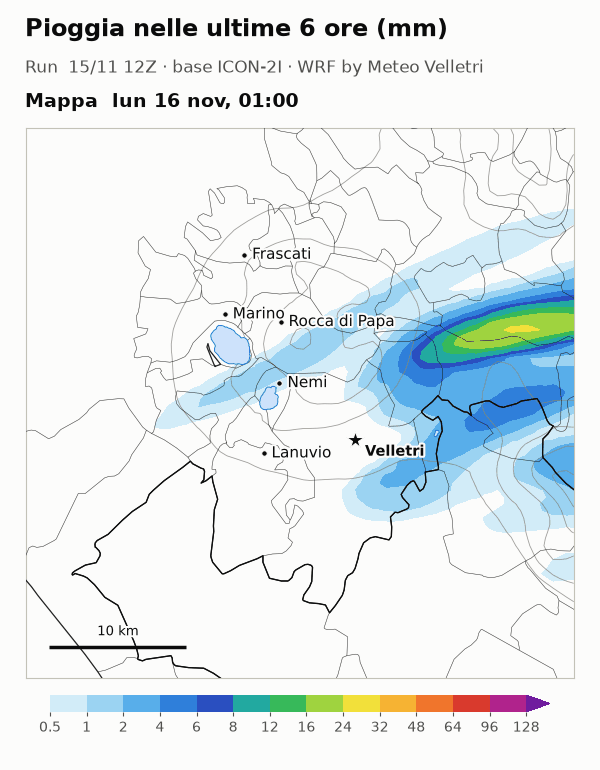 Pioggia nelle ultime 6 ore (mm)
Run  15/11 12Z · base ICON-2I · WRF by Meteo Velletri
Mappa  lun 16 nov, 01:00
Frascati
Marino
Rocca di Papa
Nemi
Velletri
Lanuvio
10 km
0.5 1 2 4 6 8 12 16 24 32 48 64 96 128